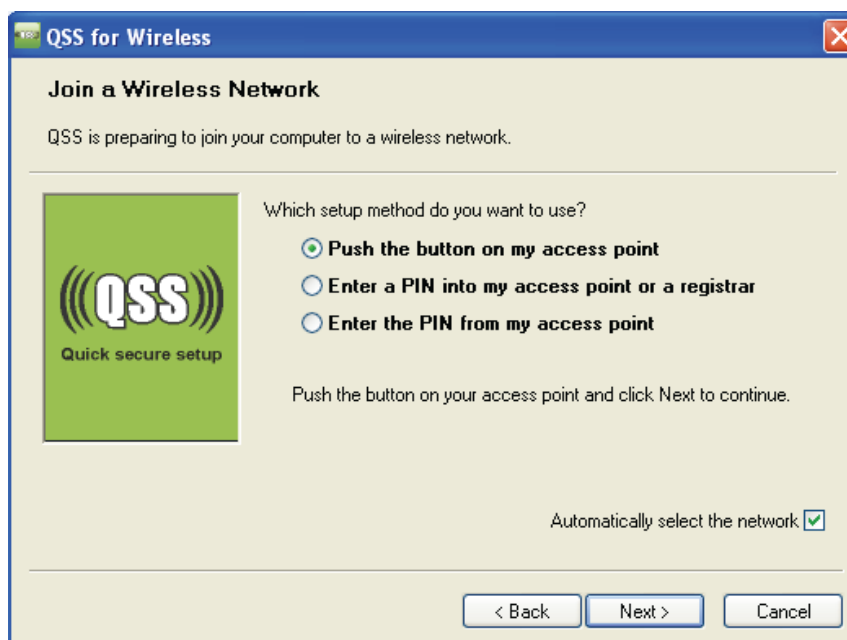 QSS for Wireless
Join a Wireless Network
QSS is preparing to join your computer to a wireless network.
Which setup method do you want to use?
Push the button on my access point
Enter a PIN into my access point or a registrar
Enter the PIN from my access point
(((QSS)))
Quick secure setup
Push the button on your access point and click Next to continue.
Automatically select the network
< Back
Next >
Cancel